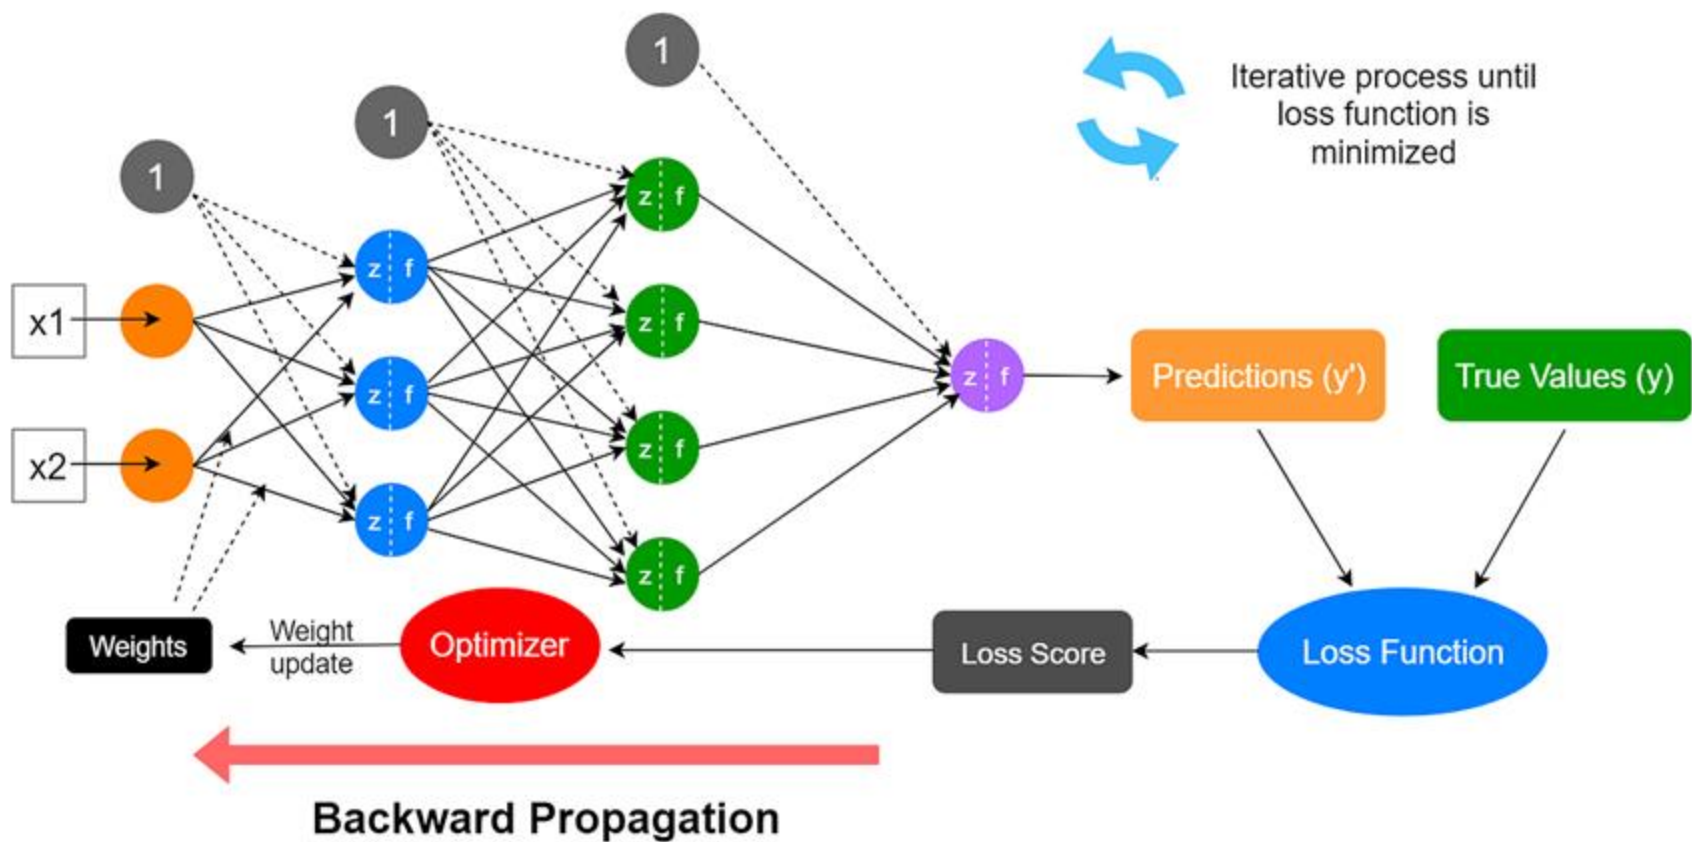 1
1
1
Iterative process until
loss function is
minimized
z f
z f
x1
z f
z f
z f
Predictions (y')
True Values (y)
z f
z f
x2
z f
z f
Weights
Weight
update
Optimizer
Loss Score
Loss Function
Backward Propagation